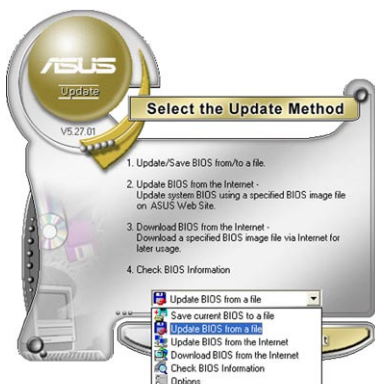 ASUS
Update
V5.27.01
Select the Update Method
1. Update/Save BIOS from/to a file.
2. Update BIOS from the Internet -
Update system BIOS using a specified BIOS image file
on ASUS Web Site.
3. Download BIOS from the Internet -
Download a specified BIOS image file via Internet for
later usage.
4. Check BIOS Information
Update BIOS from a file
Save current BIOS to a file
Update BIOS from a file
Update BIOS from the Internet
Download BIOS from the Internet
Check BIOS Information
Options